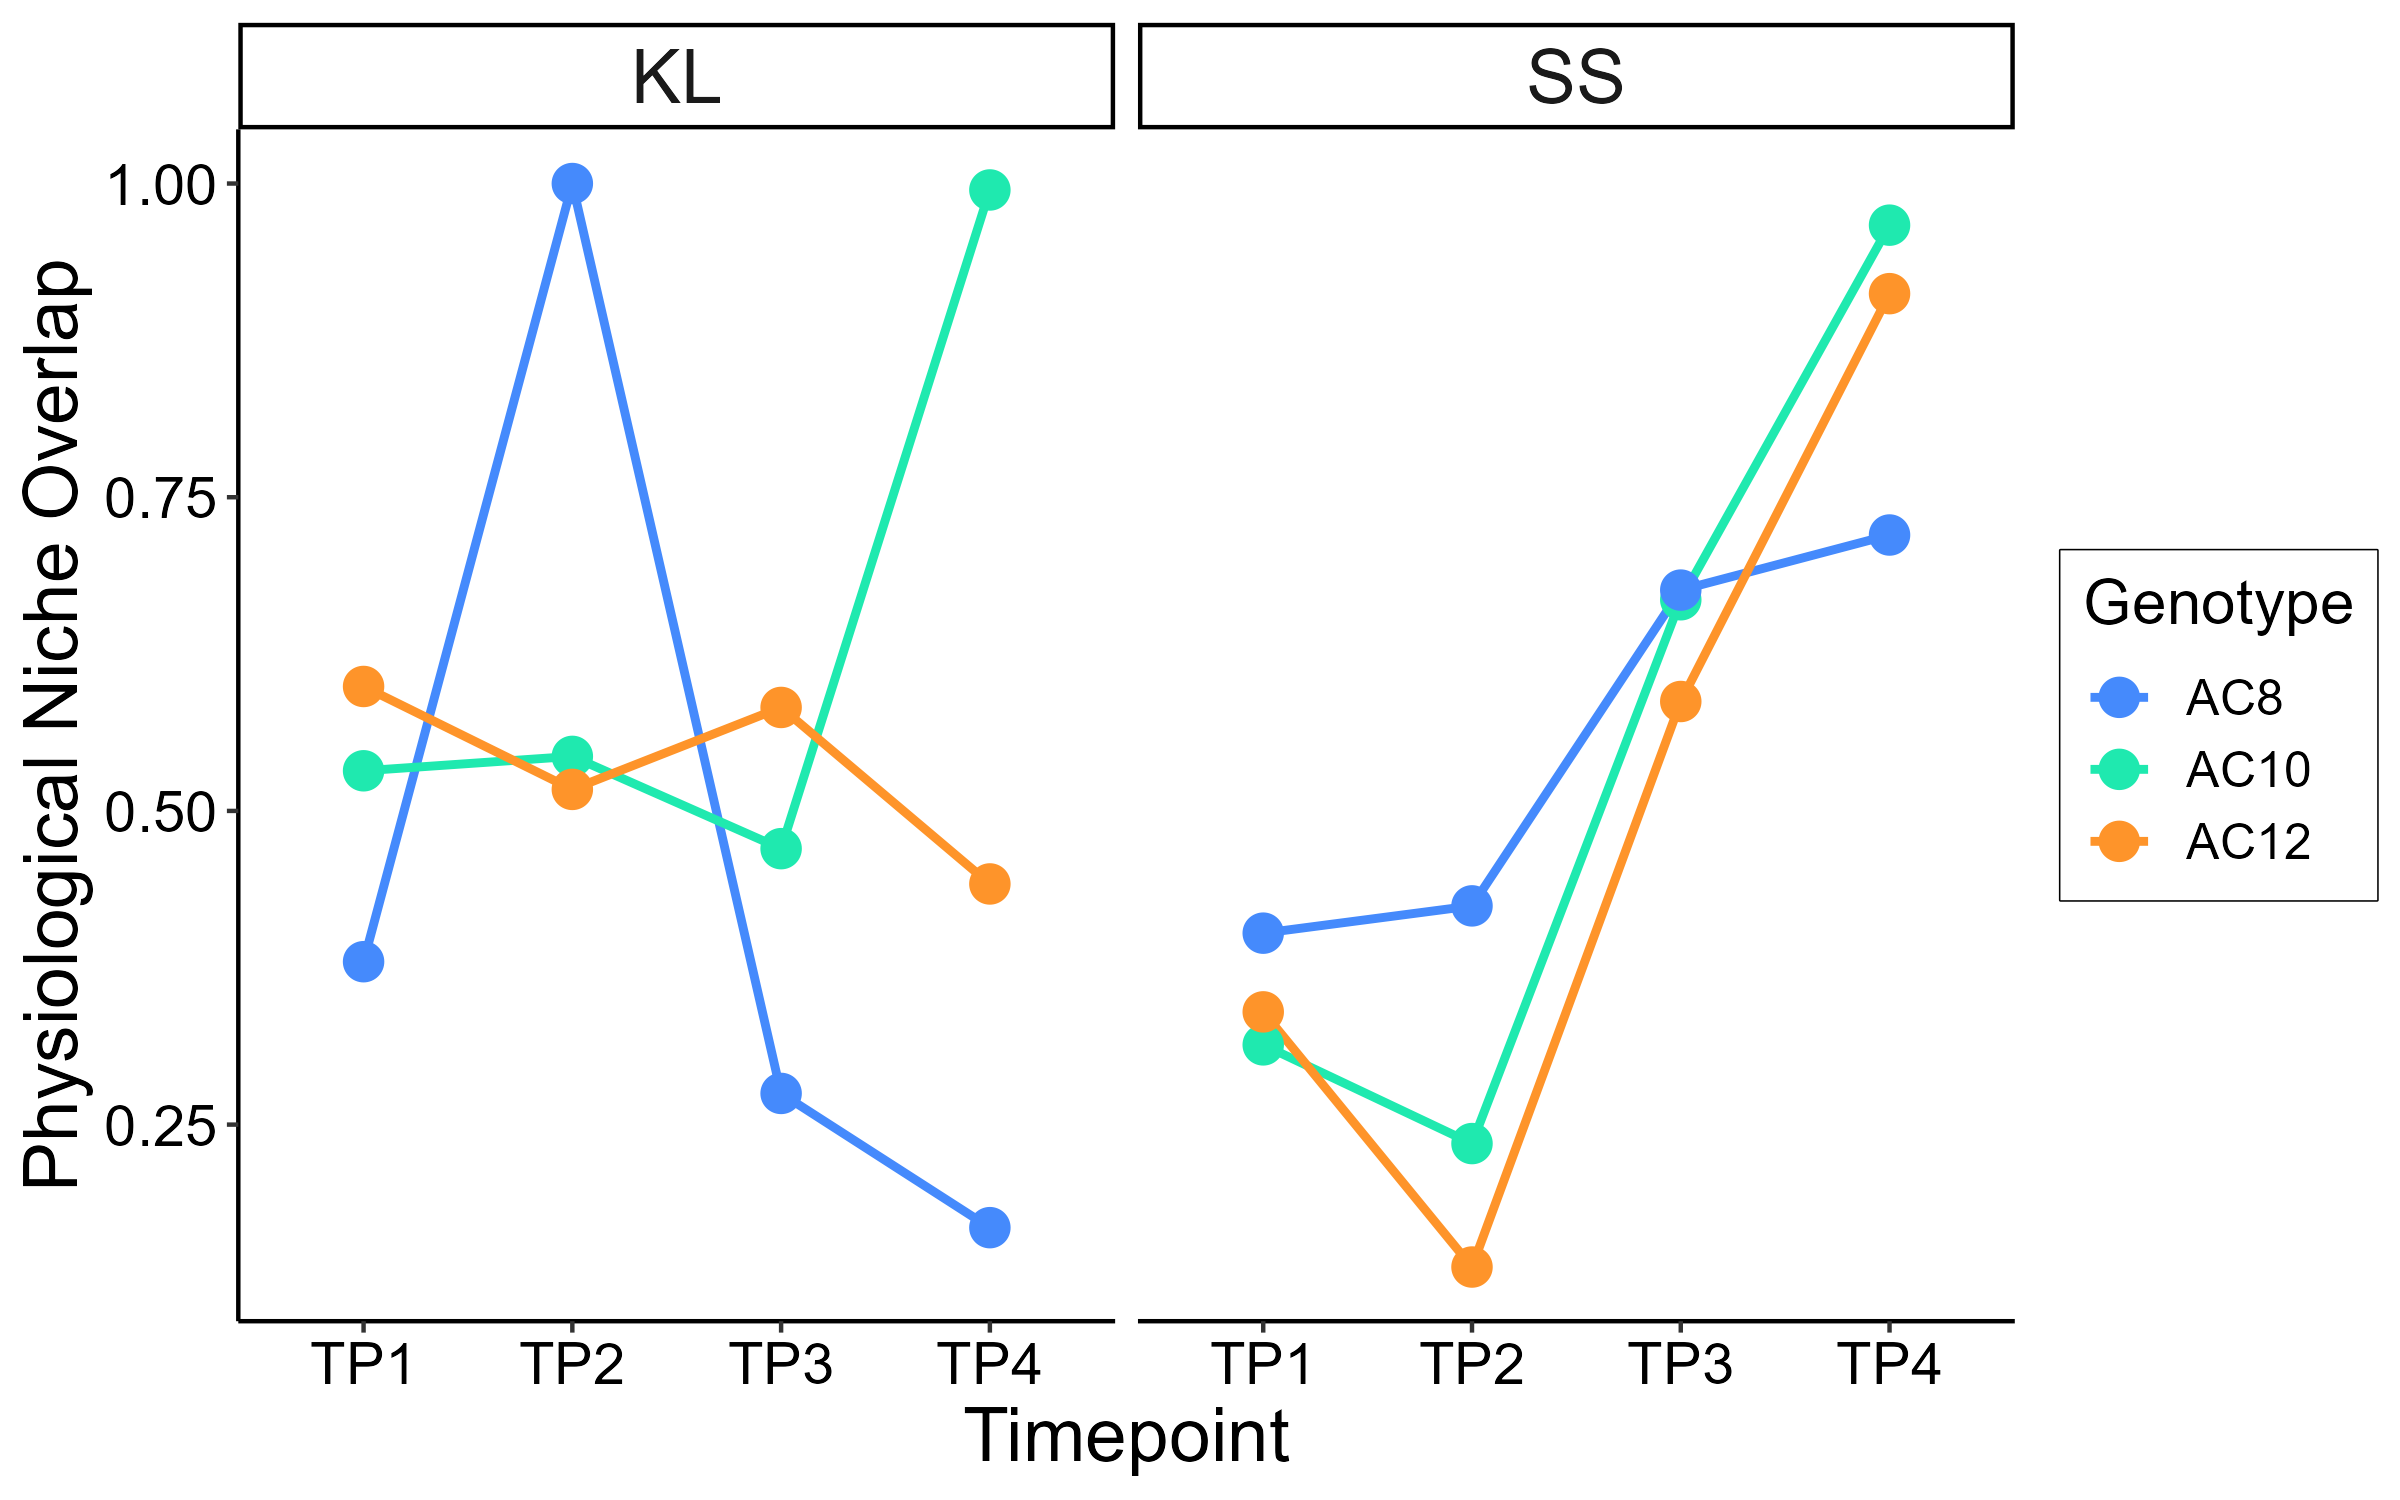 KL
SS
Physiological Niche Overlap
1.00
0.75
0.50
0.25
TP1 TP2 TP3 TP4
TP1 TP2 TP3 TP4
Timepoint
Genotype
AC8
AC10
AC12